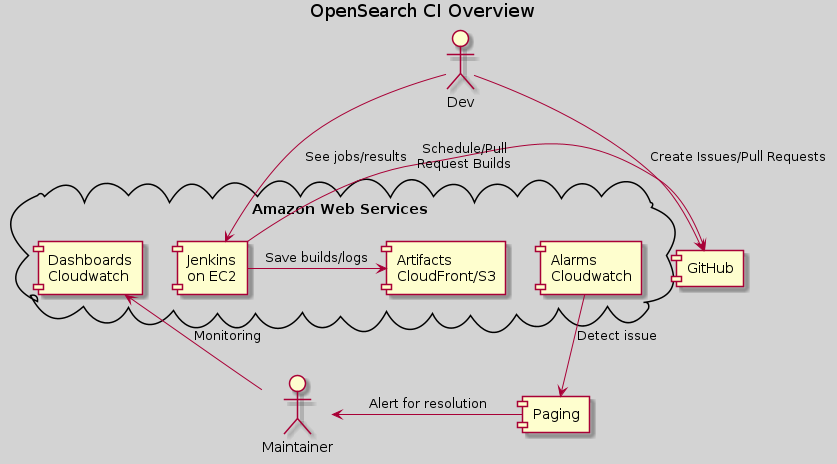 OpenSearch CI Overview
Dev
See jobs/results
Schedule/Pull
Request Builds
Create Issues/Pull Requests
Amazon Web Services
Dashboards
Cloudwatch
Jenkins
on EC2
Save builds/logs
Artifacts
CloudFront/S3
Alarms
Cloudwatch
GitHub
Monitoring
Detect issue
Maintainer
Alert for resolution
Paging